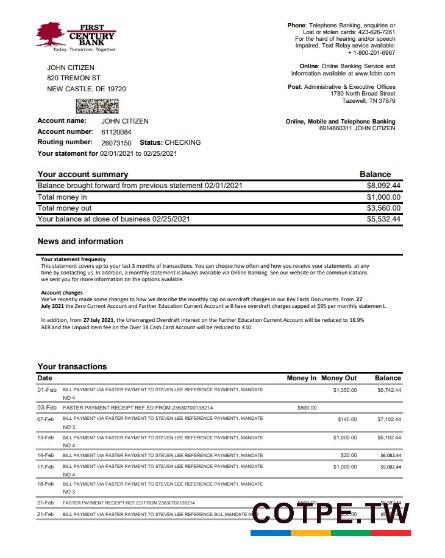 FIRST
CENTURY
BANK
Today. Tomorrow. Together.
Phone: Telephone Banking, enquiries or
Lost or stolen cards: 423-626-7261
For the hard of hearing and/or speech
impaired, Text Relay sevice available:
+ 1-800-201-6967
Online: Online Banking Service and
information available at www.fcbtn.com
Post: Administrative & Executive Offices
1780 North Broad Street
Tazewell, TN 37879
Online, Mobile and Telephone Banking
6914860311 JOHN CITIZEN
JOHN CITIZEN
820 TREMON ST
NEW CASTLE, DE 19720
Account name: JOHN CITIZEN
Account number: 61120084
Routing number: 26073150 Status: CHECKING
Your statement for 02/01/2021 to 02/25/2021
Your account summary Balance
Balance brought forward from previous statement 02/01/2021 $8,092.44
Total money in $1,000.00
Total money out $3,560.00
Your balance at close of business 02/25/2021 $5,532.44
News and information
Your statement frequency
This statement covers up to your last 3 months of transactions. You can choose how often and how you receive your statements at any
time by contacting us. In addition, a monthly statement is always available via Online Banking. See our website or the communications
we send you for more information on the options available.
Account changes
We've recently made some changes to how we describe the monthly cap on overdraft charges in our Key Facts Documents. From 27
July 2021 the Zero Current Account and Further Education Current Account will have overdraft charges capped at $95 per monthly statement.
In addition, from 27 July 2021, the Unarranged Overdraft interest on the Further Education Current Account will be reduced to 18.9%
AER and the Unpaid Item fee on the Over 18 Cash Card Account will be reduced to €10.
Your transactions
Date Money In Money Out Balance
01-Feb BILL PAYMENT VIA FASTER PAYMENT TO STEVEN LEE REFERENCE PAYMENT1, MANDATE $1,350.00 $6,742.44
NO 4
03-Feb FASTER PAYMENT RECEIPT REF.ED FROM 23630700138214 $500.00
07-Feb BILL PAYMENT VIA FASTER PAYMENT TO STEVEN LEE REFERENCE PAYMENT1, MANDATE $140.00 $7,102.44
NO 3
13-Feb BILL PAYMENT VIA FASTER PAYMENT TO STEVEN LEE REFERENCE PAYMENT1, MANDATE $1,000.00 $6,102.44
NO 4
14-Feb BILL PAYMENT VIA FASTER PAYMENT TO STEVEN LEE REFERENCE PAYMENT1, MANDATE $20.00 $6,082.44
17-Feb BILL PAYMENT VIA FASTER PAYMENT TO STEVEN LEE REFERENCE PAYMENT1, MANDATE $1,000.00 $5,082.44
NO 4
18-Feb BILL PAYMENT VIA FASTER PAYMENT TO STEVEN LEE REFERENCE PAYMENT1, MANDATE
NO 3
21-Feb FASTER PAYMENT RECEIPT REF.ED FROM 23630700138214
21-Feb BILL PAYMENT VIA FASTER PAYMENT TO STEVEN LEE REFERENCE BILL,MANDATE
COTPE.TW